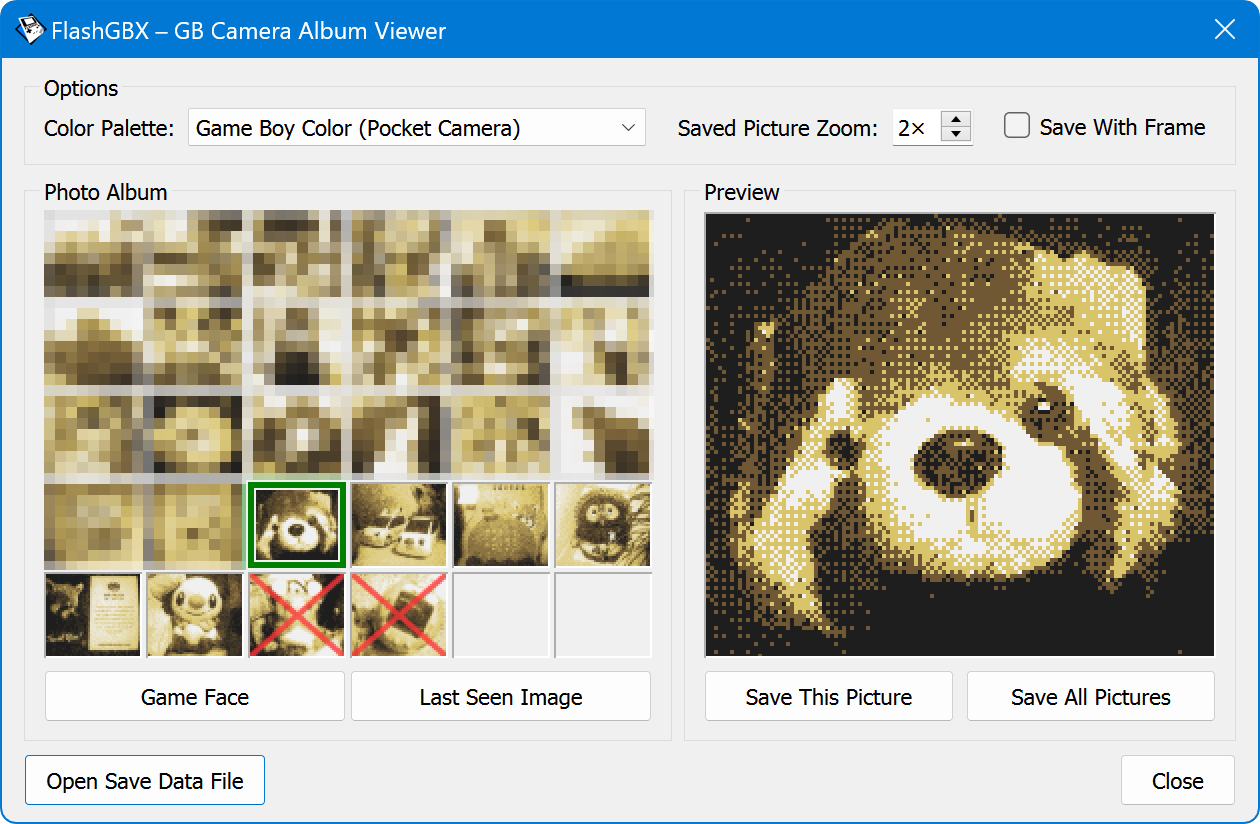 FlashGBX – GB Camera Album Viewer
Options
Color Palette: Game Boy Color (Pocket Camera) Saved Picture Zoom: 2× Save With Frame
Photo Album
Preview
Game Face
Last Seen Image
Save This Picture
Save All Pictures
Open Save Data File
Close